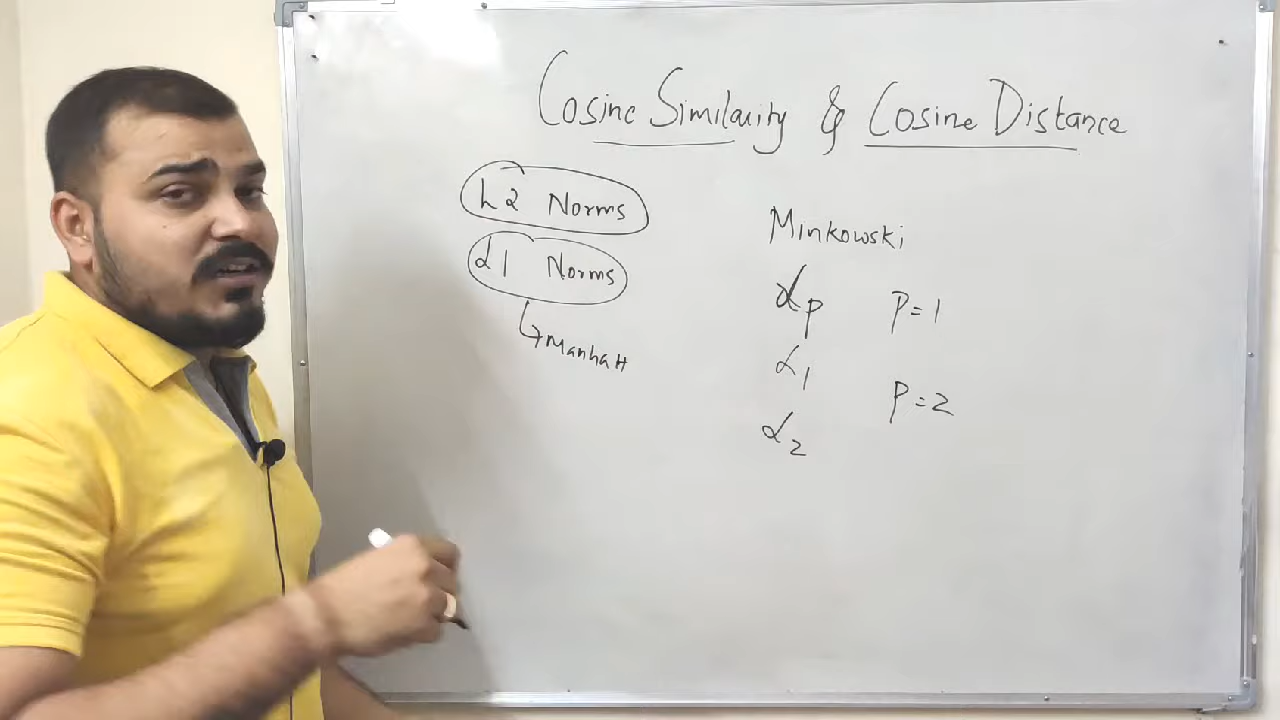 Cosine Similarity & Cosine Distance
L2 Norms
L1 Norms
Manhatt
Minkowski
Lp P=1
L1
P=2
L2